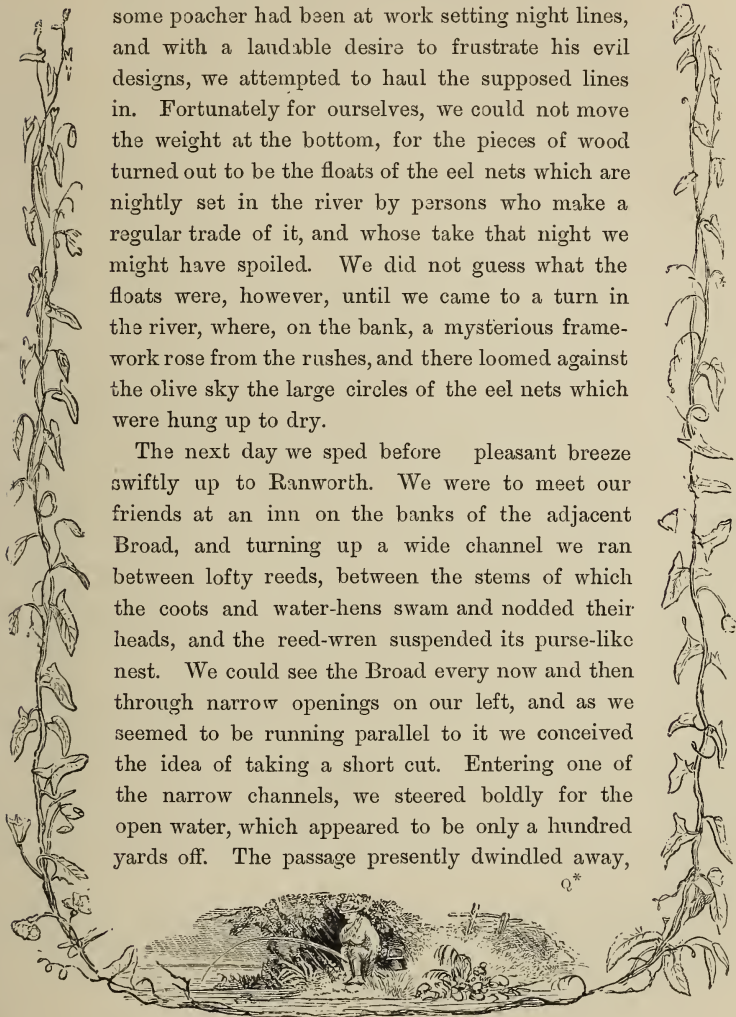 some poacher had been at work setting night lines,
and with a laudable desire to frustrate his evil
designs, we attempted to haul the supposed lines
in. Fortunately for ourselves, we could not move
the weight at the bottom, for the pieces of wood
turned out to be the floats of the eel nets which are
nightly set in the river by persons who make a
regular trade of it, and whose take that night we
might have spoiled. We did not guess what the
floats were, however, until we came to a turn in
the river, where, on the bank, a mysterious frame-
work rose from the rushes, and there loomed against
the olive sky the large circles of the eel nets which
were hung up to dry.
The next day we sped before pleasant breeze
swiftly up to Ranworth. We were to meet our
friends at an inn on the banks of the adjacent
Broad, and turning up a wide channel we ran
between lofty reeds, between the stems of which
the coots and water-hens swam and nodded their
heads, and the reed-wren suspended its purse-like
nest. We could see the Broad every now and then
through narrow openings on our left, and as we
seemed to be running parallel to it we conceived
the idea of taking a short cut. Entering one of
the narrow channels, we steered boldly for the
open water, which appeared to be only a hundred
yards off. The passage presently dwindled away,
Q*